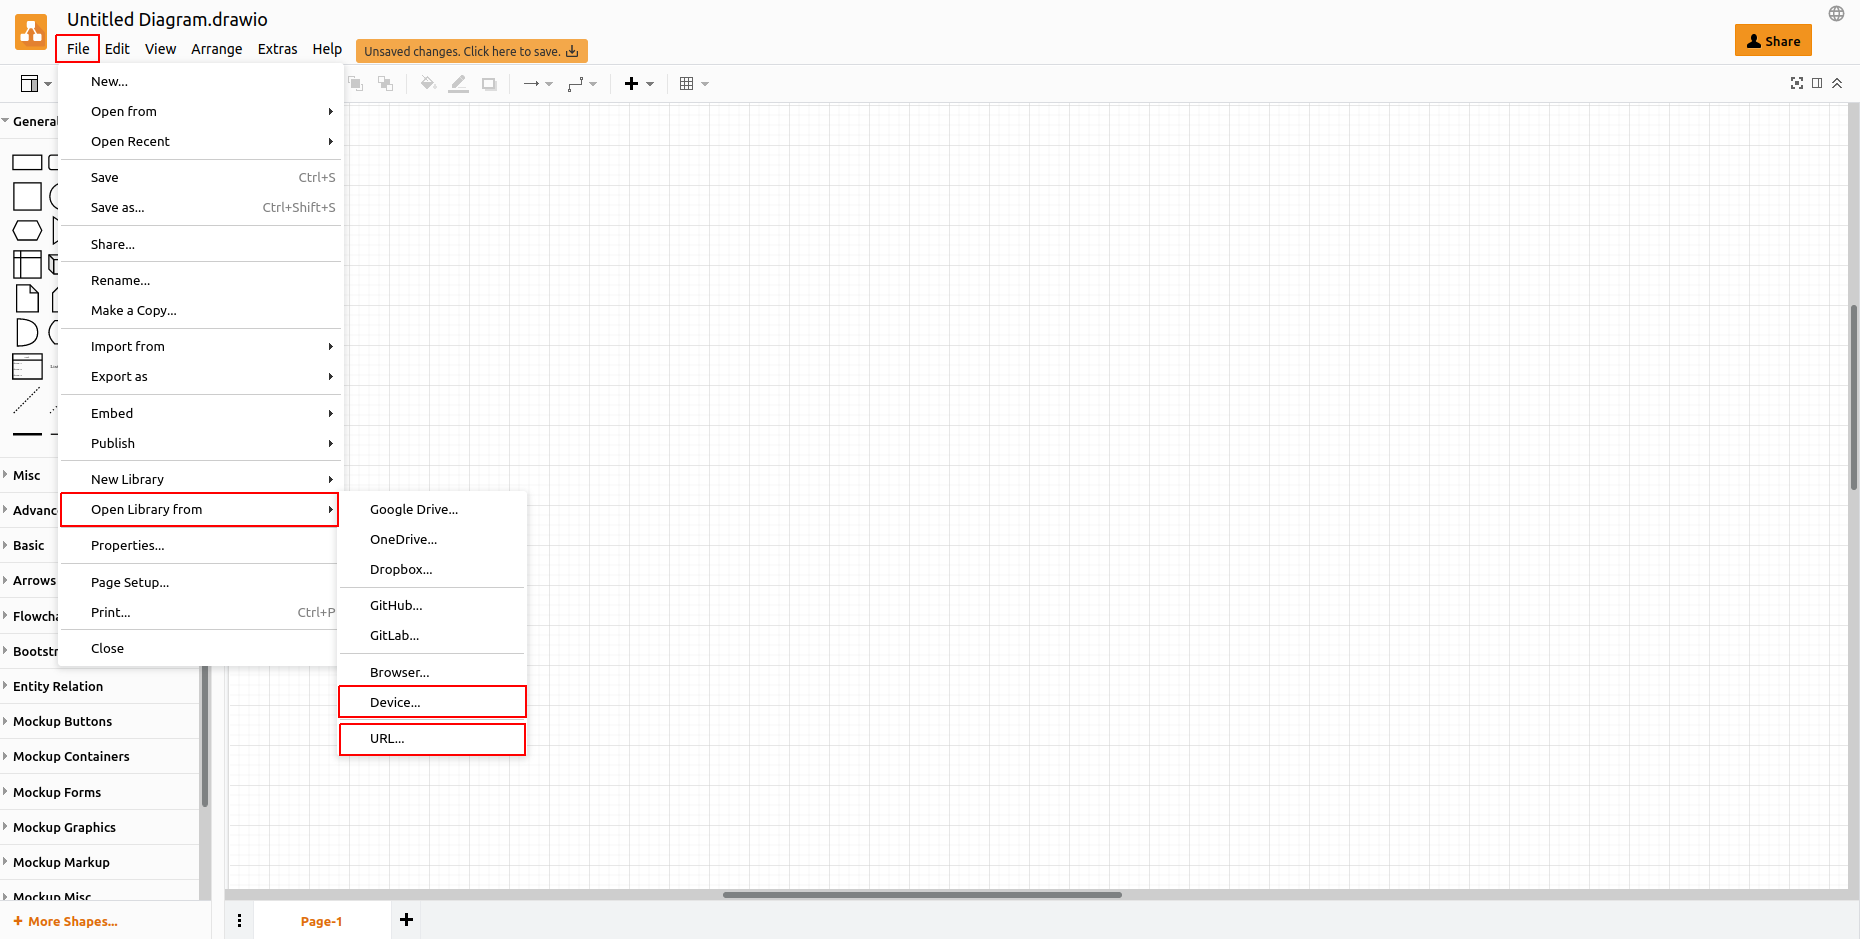 Untitled Diagram.drawio
File Edit View Arrange Extras Help Unsaved changes. Click here to save.
Share
New...
Open from
Open Recent
Save Ctrl+S
Save as... Ctrl+Shift+S
Share...
Rename...
Make a Copy...
Import from
Export as
Embed
Publish
New Library
Open Library from
Properties...
Page Setup...
Print... Ctrl+P
Close
Google Drive...
OneDrive...
Dropbox...
GitHub...
GitLab...
Browser...
Device...
URL...
General
Misc
Advanc
Basic
Arrows
Flowcha
Bootstr
Entity Relation
Mockup Buttons
Mockup Containers
Mockup Forms
Mockup Graphics
Mockup Markup
Mockup Misc
+ More Shapes...
Page-1